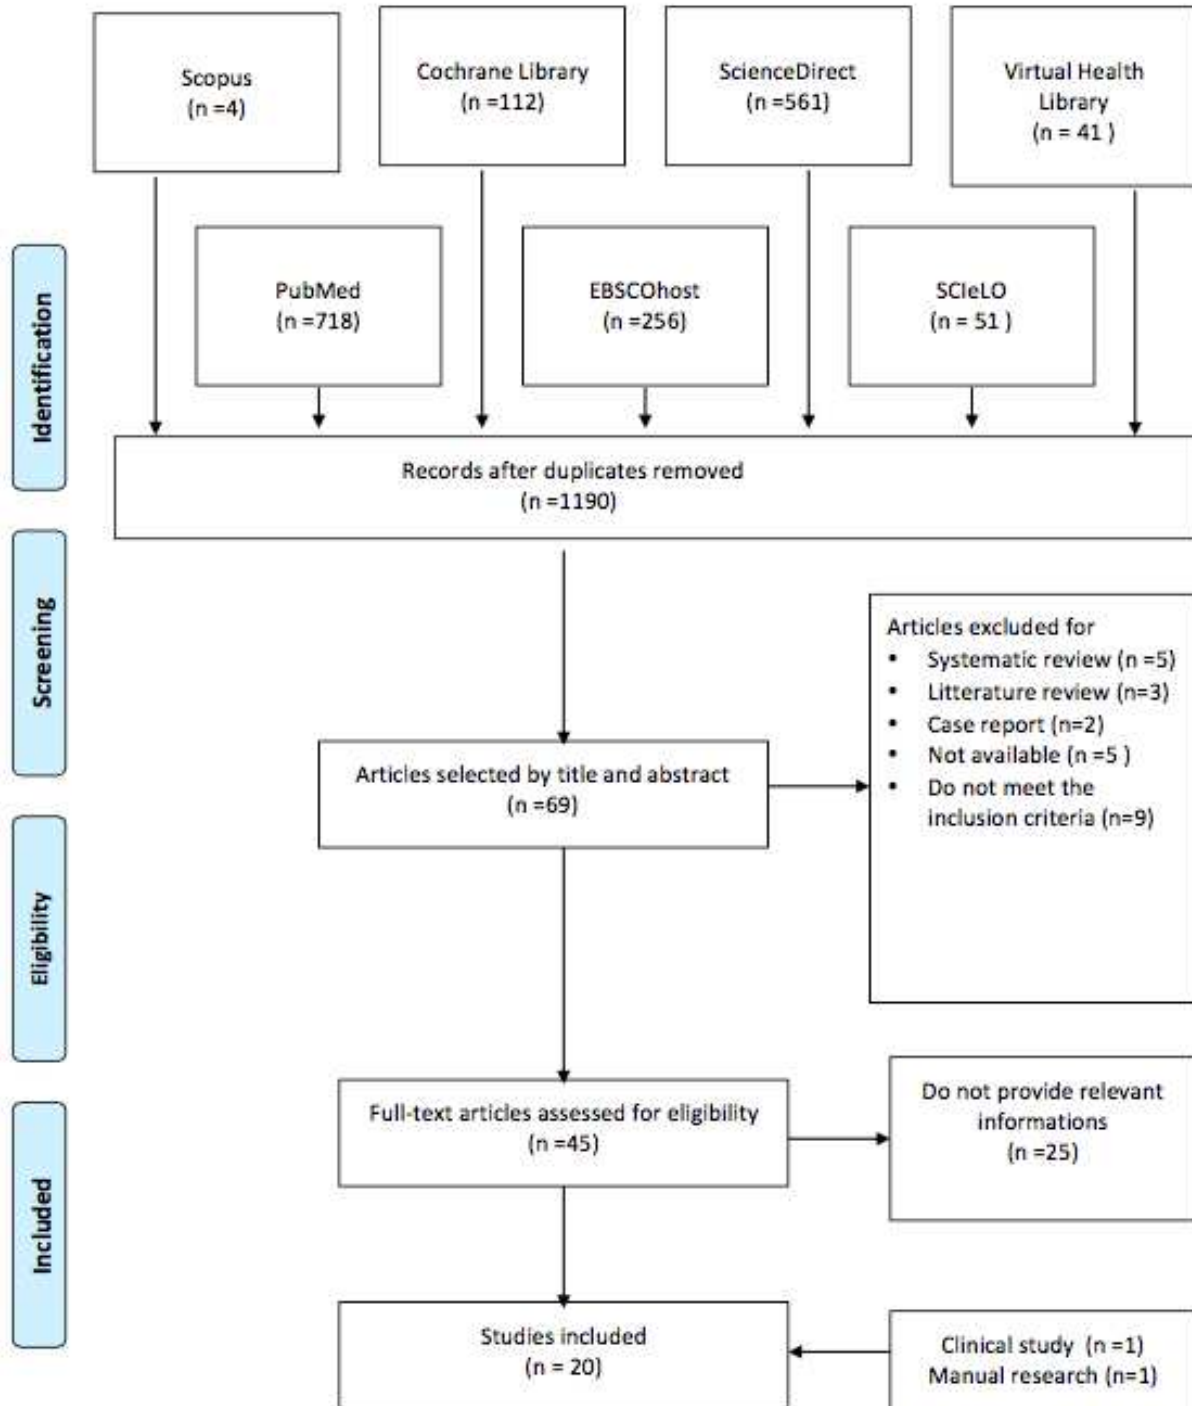 Scopus
(n =4)
Cochrane Library
(n =112)
ScienceDirect
(n =561)
Virtual Health
Library
(n = 41 )
PubMed
(n =718)
EBSCOhost
(n =256)
SCIeLO
(n = 51 )
Identification
Records after duplicates removed
(n =1190)
Screening
Articles excluded for
• Systematic review (n =5)
• Litterature review (n=3)
• Case report (n=2)
• Not available (n =5 )
• Do not meet the
inclusion criteria (n=9)
Articles selected by title and abstract
(n =69)
Eligibility
Full-text articles assessed for eligibility
(n =45)
Do not provide relevant
informations
(n =25)
Included
Studies included
(n = 20)
Clinical study (n =1)
Manual research (n=1)